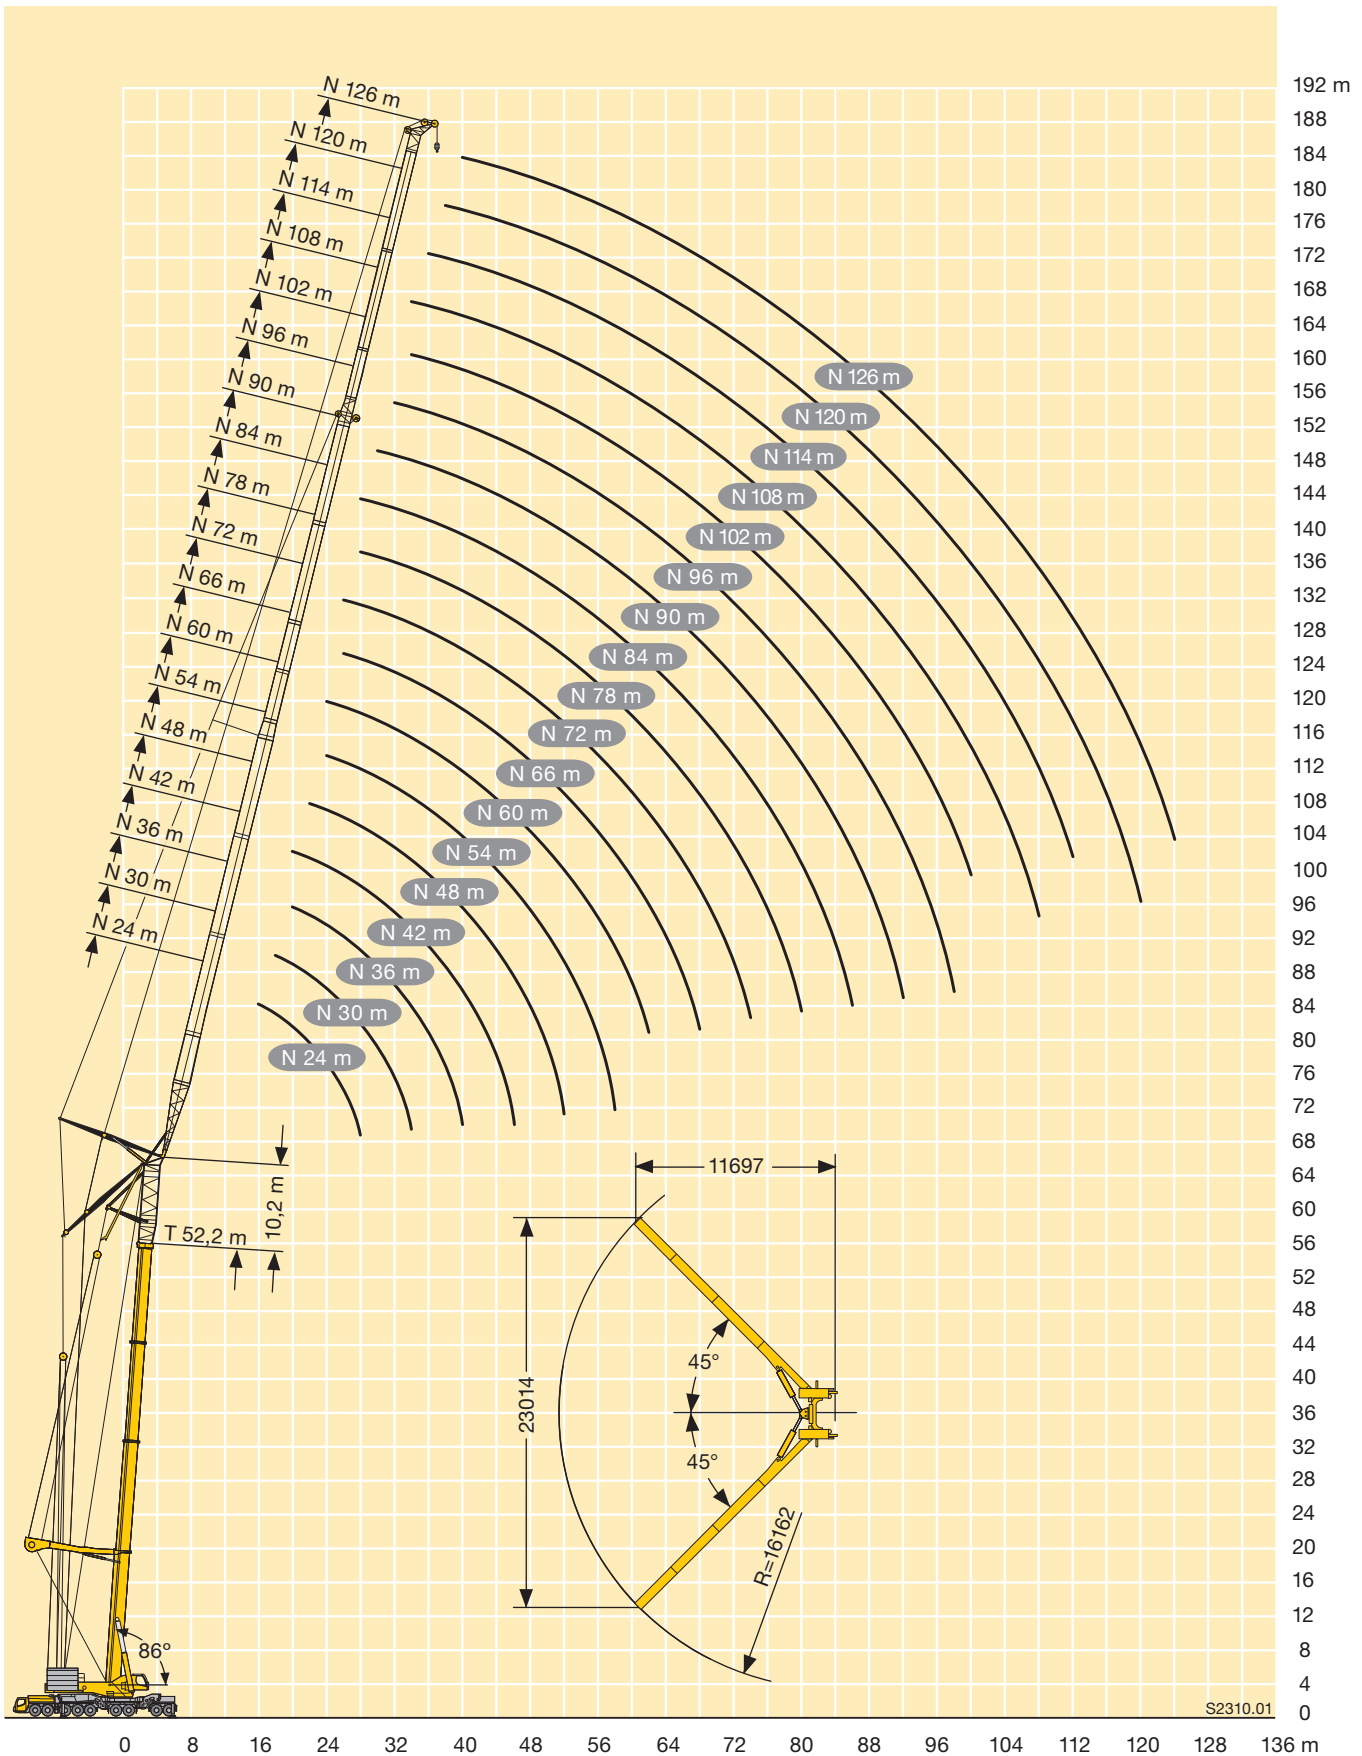 192 m
188
184
180
176
172
168
164
160
156
152
148
144
140
136
132
128
124
120
116
112
108
104
100
96
92
88
84
80
76
72
68
64
60
56
52
48
44
40
36
32
28
24
20
16
12
8
4
0
N 126 m
N 120 m
N 114 m
N 108 m
N 102 m
N 96 m
N 90 m
N 84 m
N 78 m
N 72 m
N 66 m
N 60 m
N 54 m
N 48 m
N 42 m
N 36 m
N 30 m
N 24 m
N 126 m
N 120 m
N 114 m
N 108 m
N 102 m
N 96 m
N 90 m
N 84 m
N 78 m
N 72 m
N 66 m
N 60 m
N 54 m
N 48 m
N 42 m
N 36 m
N 30 m
N 24 m
10,2 m
T 52,2 m
11697
23014
45°
45°
R=16162
86°
S2310.01
0 8 16 24 32 40 48 56 64 72 80 88 96 104 112 120 128 136 m